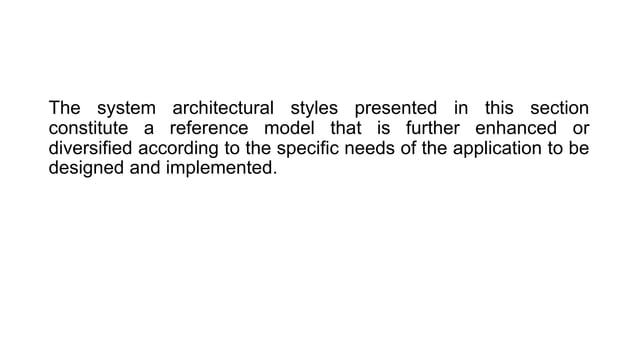 The system architectural styles presented in this section
constitute a reference model that is further enhanced or
diversified according to the specific needs of the application to be
designed and implemented.